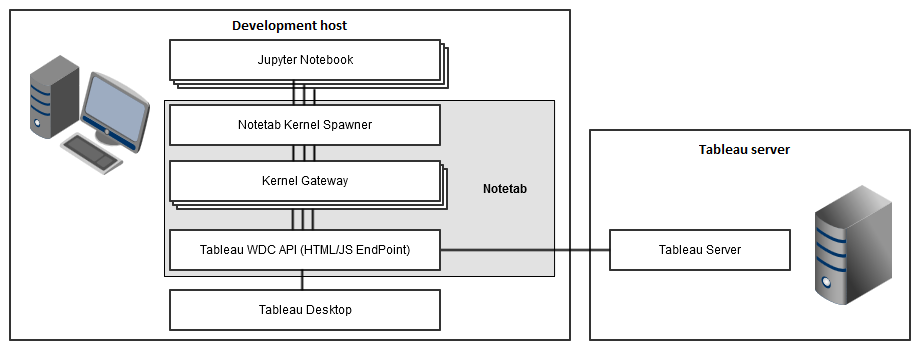 Development host
Jupyter Notebook
Notetab Kernel Spawner
Kernel Gateway
Notetab
Tableau WDC API (HTML/JS EndPoint)
Tableau Desktop
Tableau server
Tableau Server